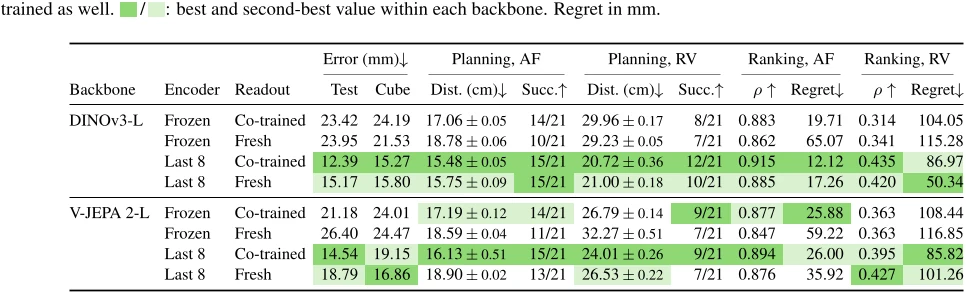 trained as well. / : best and second-best value within each backbone. Regret in mm.
Error (mm)↓ Planning, AF Planning, RV Ranking, AF Ranking, RV
Backbone Encoder Readout Test Cube Dist. (cm)↓ Succ.↑ Dist. (cm)↓ Succ.↑ ρ ↑ Regret↓ ρ ↑ Regret↓
DINOv3-L Frozen Co-trained 23.42 24.19 17.06 ± 0.05 14/21 29.96 ± 0.17 8/21 0.883 19.71 0.314 104.05
Frozen Fresh 23.95 21.53 18.78 ± 0.06 10/21 29.23 ± 0.05 7/21 0.862 65.07 0.341 115.28
Last 8 Co-trained 12.39 15.27 15.48 ± 0.05 15/21 20.72 ± 0.36 12/21 0.915 12.12 0.435 86.97
Last 8 Fresh 15.17 15.80 15.75 ± 0.09 15/21 21.00 ± 0.18 10/21 0.885 17.26 0.420 50.34
V-JEPA 2-L Frozen Co-trained 21.18 24.01 17.19 ± 0.12 14/21 26.79 ± 0.14 9/21 0.877 25.88 0.363 108.44
Frozen Fresh 26.40 24.47 18.59 ± 0.04 11/21 32.27 ± 0.51 7/21 0.847 59.22 0.363 116.85
Last 8 Co-trained 14.54 19.15 16.13 ± 0.51 15/21 24.01 ± 0.26 9/21 0.894 26.00 0.395 85.82
Last 8 Fresh 18.79 16.86 18.90 ± 0.02 13/21 26.53 ± 0.22 7/21 0.876 35.92 0.427 101.26